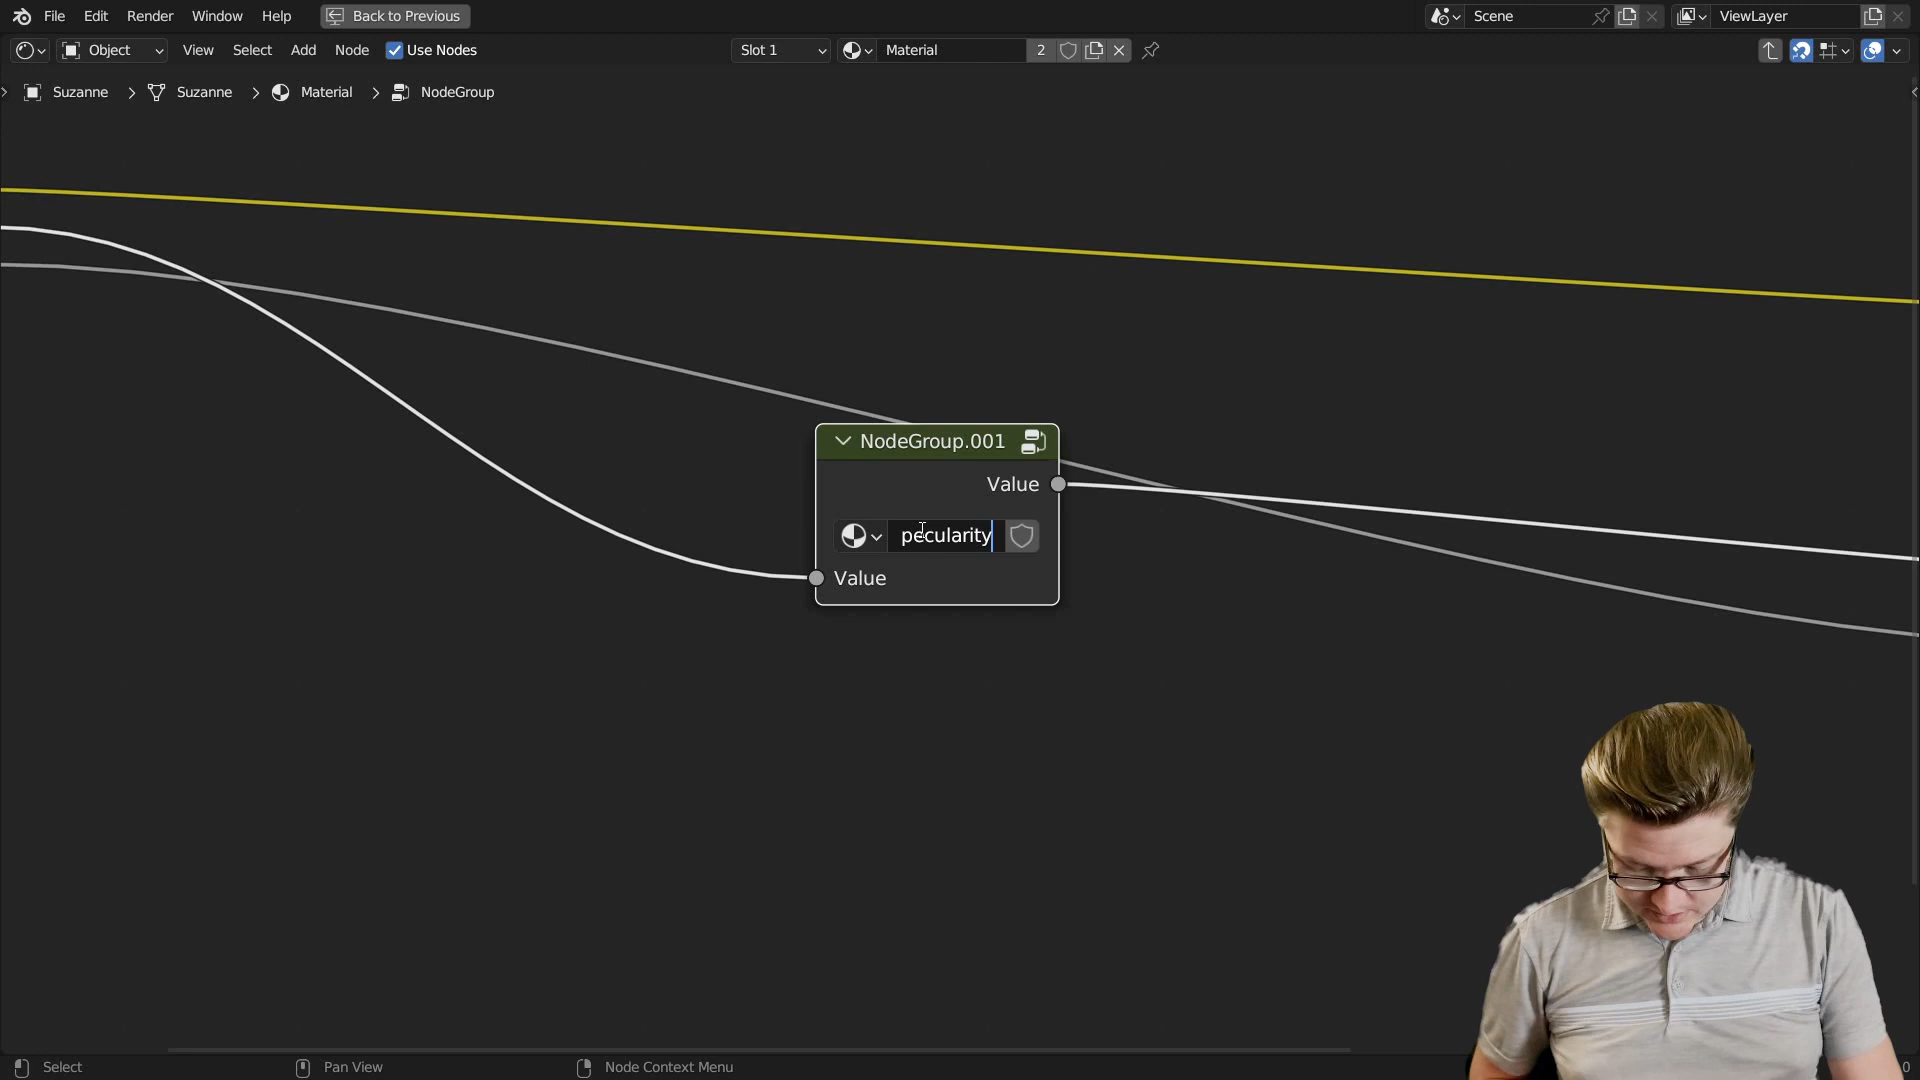 File Edit Render Window Help Back to Previous Scene ViewLayer
Object View Select Add Node Use Nodes Slot 1 Material 2
Suzanne Suzanne Material NodeGroup
NodeGroup.001
Value
pecularity
Value
Select Pan View Node Context Menu 0